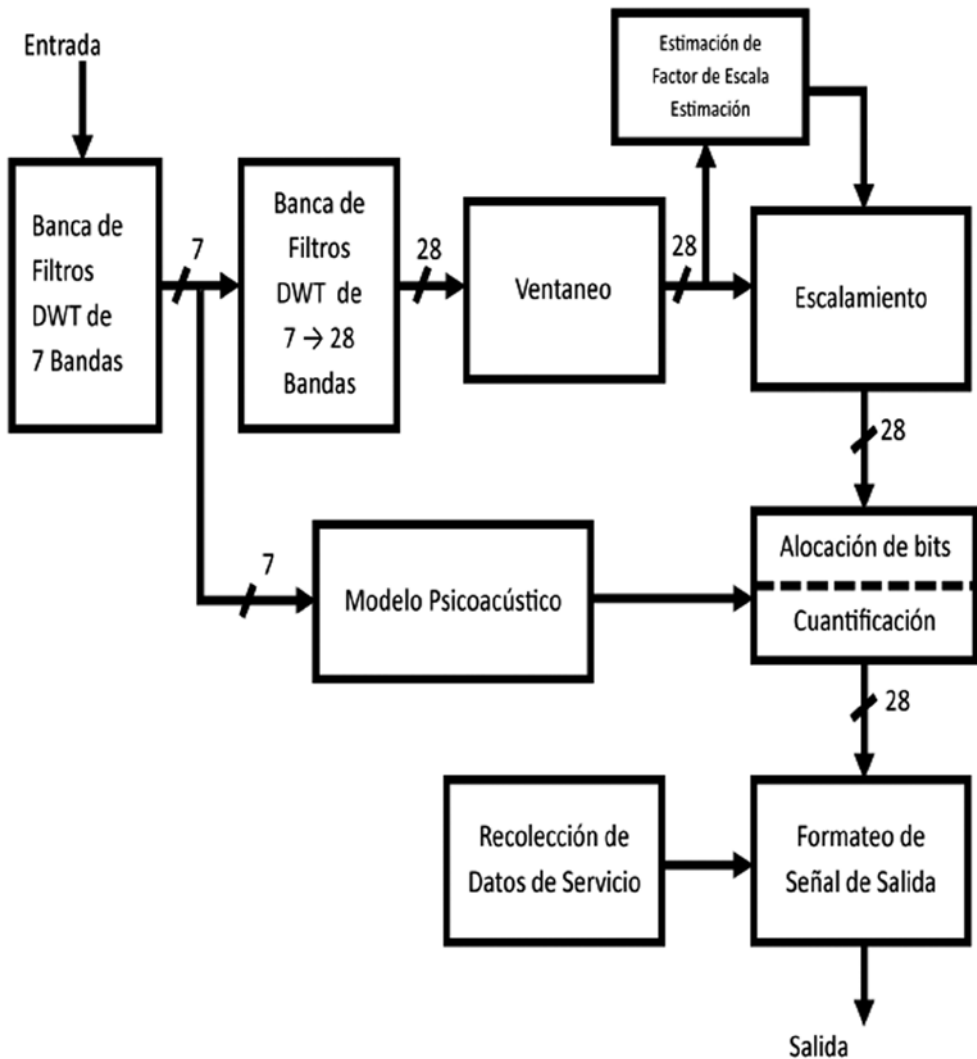 Entrada
Estimación de
Factor de Escala
Estimación
Banca de
Filtros
DWT de
7 Bandas
7
Banca de
Filtros
DWT de
7 → 28
Bandas
28
Ventaneo
28
Escalamiento
28
7
Modelo Psicoacústico
Alocación de bits
Cuantificación
28
Recolección de
Datos de Servicio
Formateo de
Señal de Salida
Salida